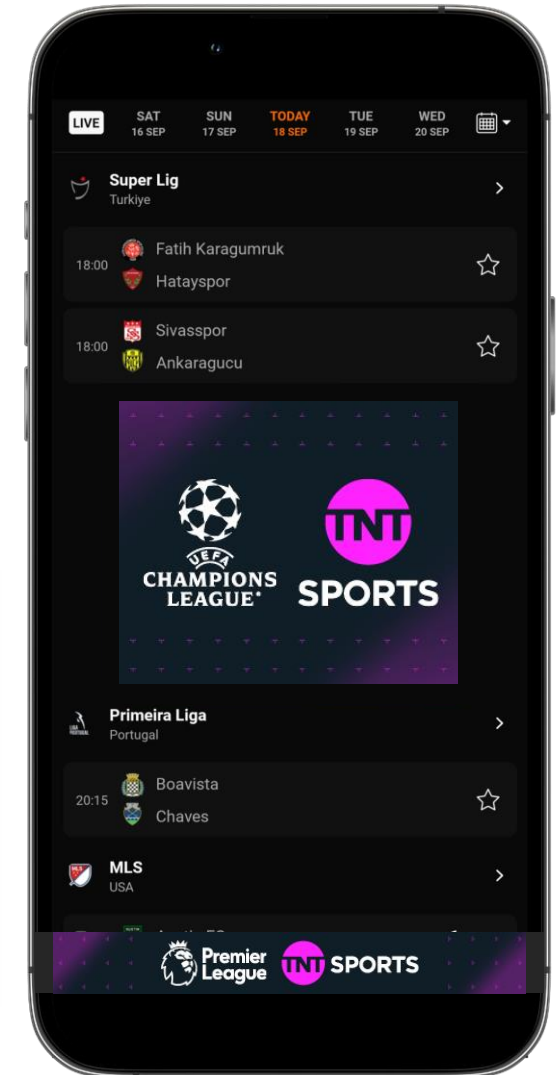 LIVE
SAT
16 SEP
SUN
17 SEP
TODAY
18 SEP
TUE
19 SEP
WED
20 SEP
Super Lig
Turkiye
18:00
Fatih Karagumruk
Hatayspor
18:00
Sivasspor
Ankaragucu
UEFA
CHAMPIONS
LEAGUE
TNT
SPORTS
Primeira Liga
Portugal
20:15
Boavista
Chaves
MLS
USA
Premier
League
TNT SPORTS